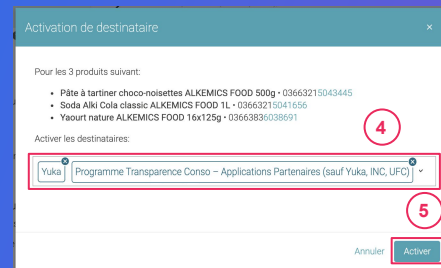 Activation de destinataire ×
Pour les 3 produits suivant:
• Pâte à tartiner choco-noisettes ALKEMICS FOOD 500g • 03663215043445
• Soda Alki Cola classic ALKEMICS FOOD 1L • 03663215041656
• Yaourt nature ALKEMICS FOOD 16x125g • 03663836038691
4
Activer les destinataires:
Yuka Programme Transparence Conso – Applications Partenaires (sauf Yuka, INC, UFC)
5
Annuler Activer